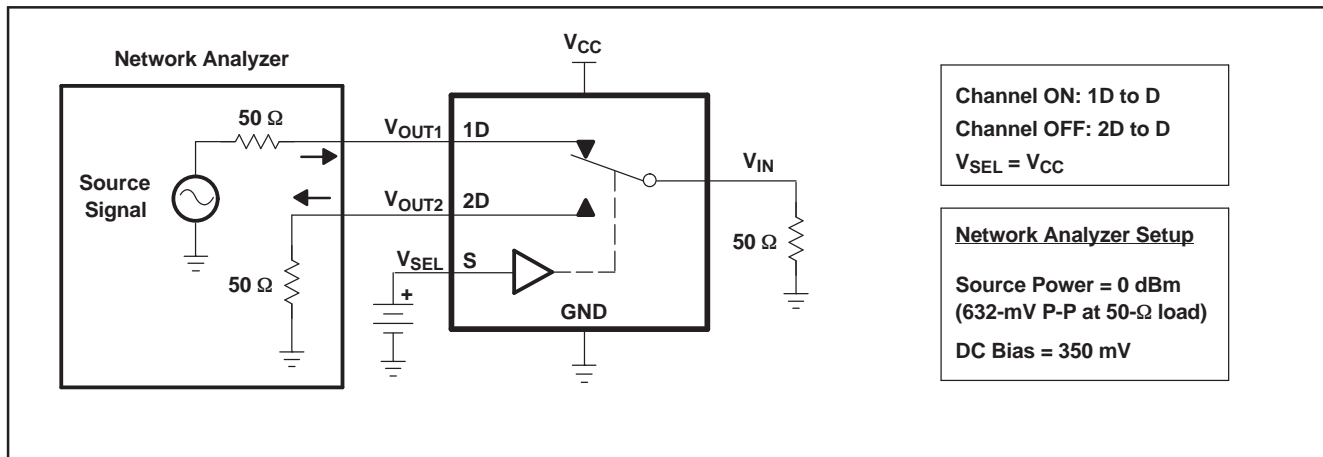 Network Analyzer
50 Ω
Source
Signal
50 Ω
VCC
VOUT1 1D
VOUT2 2D
VSEL S
+
GND
VIN
50 Ω
Channel ON: 1D to D
Channel OFF: 2D to D
VSEL = VCC
Network Analyzer Setup
Source Power = 0 dBm
(632-mV P-P at 50-Ω load)
DC Bias = 350 mV